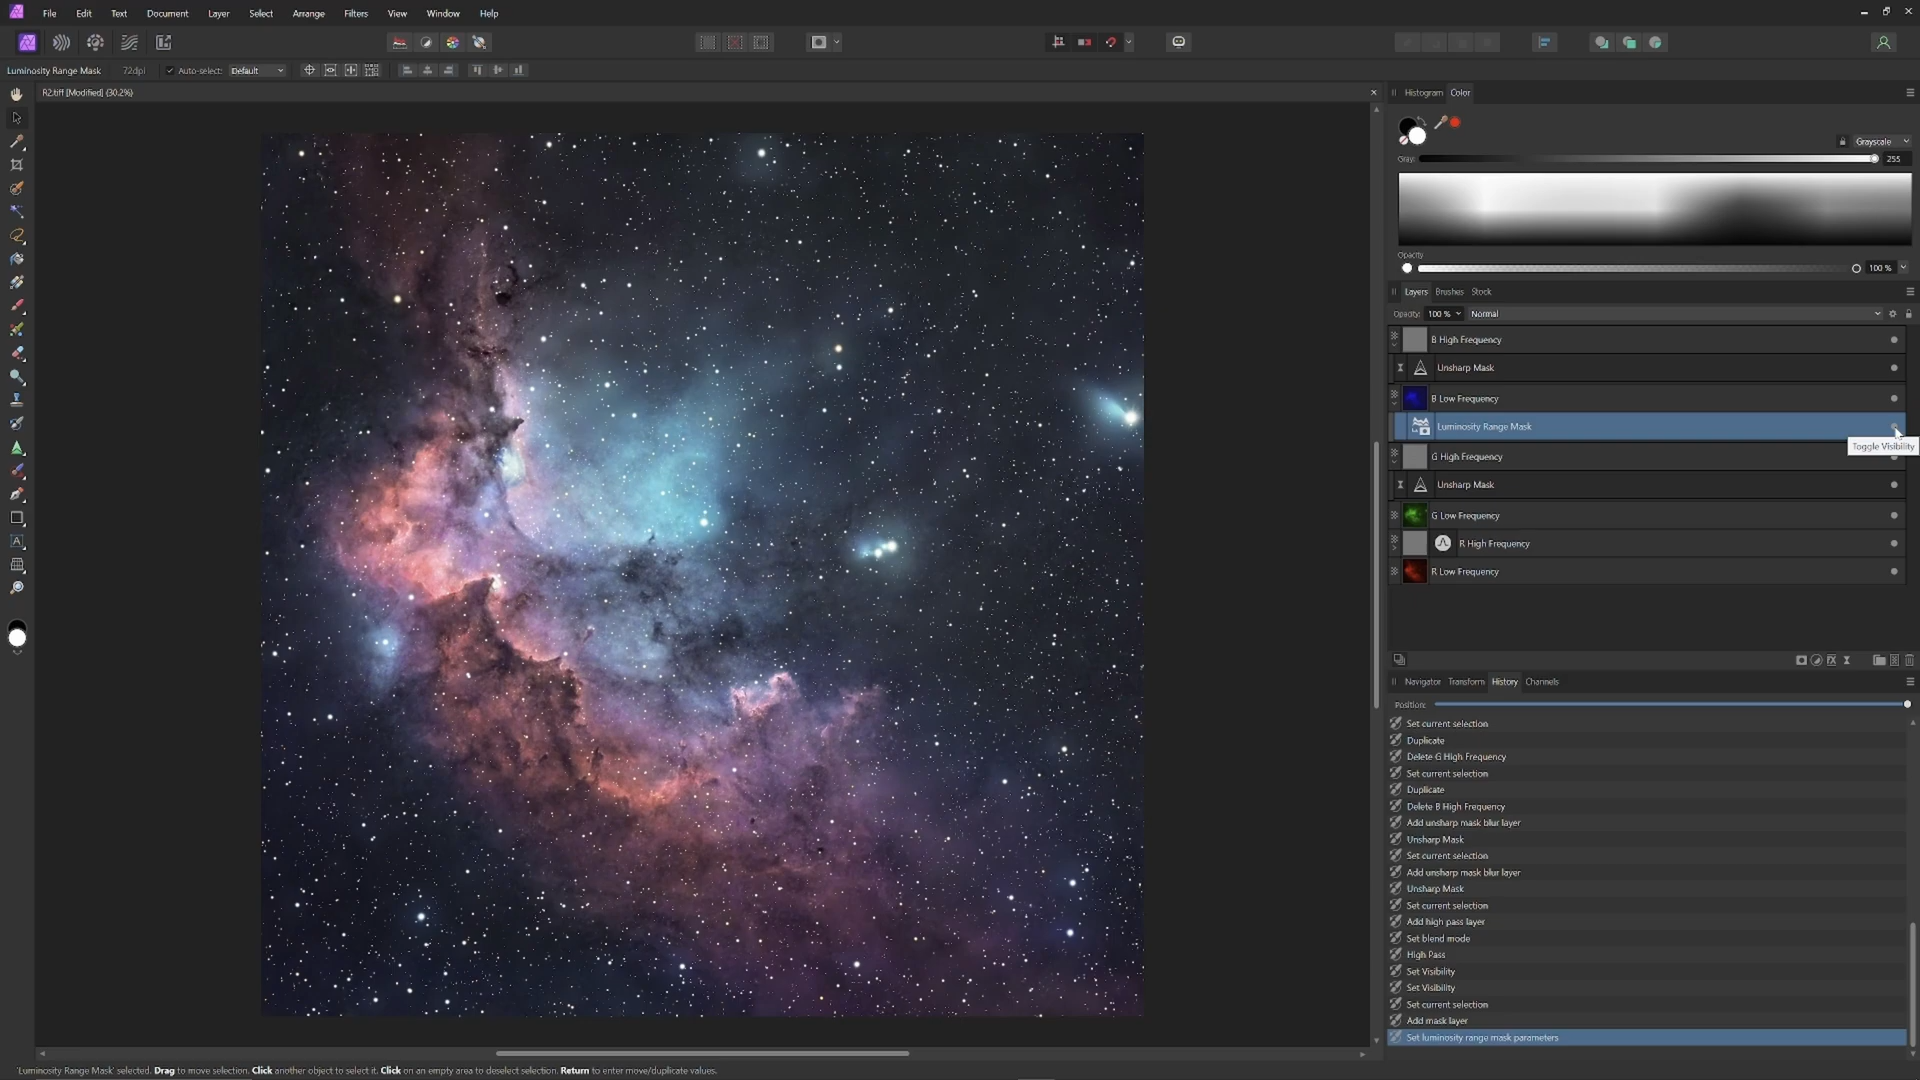 File Edit Text Document Layer Select Arrange Filters View Window Help
Luminosity Range Mask 72dpi Auto-select: Default
R2.tiff [Modified] (30.2%)
Histogram Color
Grayscale
Gray: 255
Opacity
100 %
Layers Brushes Stock
Opacity: 100 % Normal
B High Frequency
Unsharp Mask
B Low Frequency
Luminosity Range Mask
Toggle Visibility
G High Frequency
Unsharp Mask
G Low Frequency
R High Frequency
R Low Frequency
Navigator Transform History Channels
Position:
Set current selection
Duplicate
Delete G High Frequency
Set current selection
Duplicate
Delete B High Frequency
Add unsharp mask blur layer
Unsharp Mask
Set current selection
Add unsharp mask blur layer
Unsharp Mask
Set current selection
Add high pass layer
Set blend mode
High Pass
Set Visibility
Set Visibility
Set current selection
Add mask layer
Set luminosity range mask parameters
'Luminosity Range Mask' selected. Drag to move selection. Click another object to select it. Click on an empty area to deselect selection. Return to enter move/duplicate values.